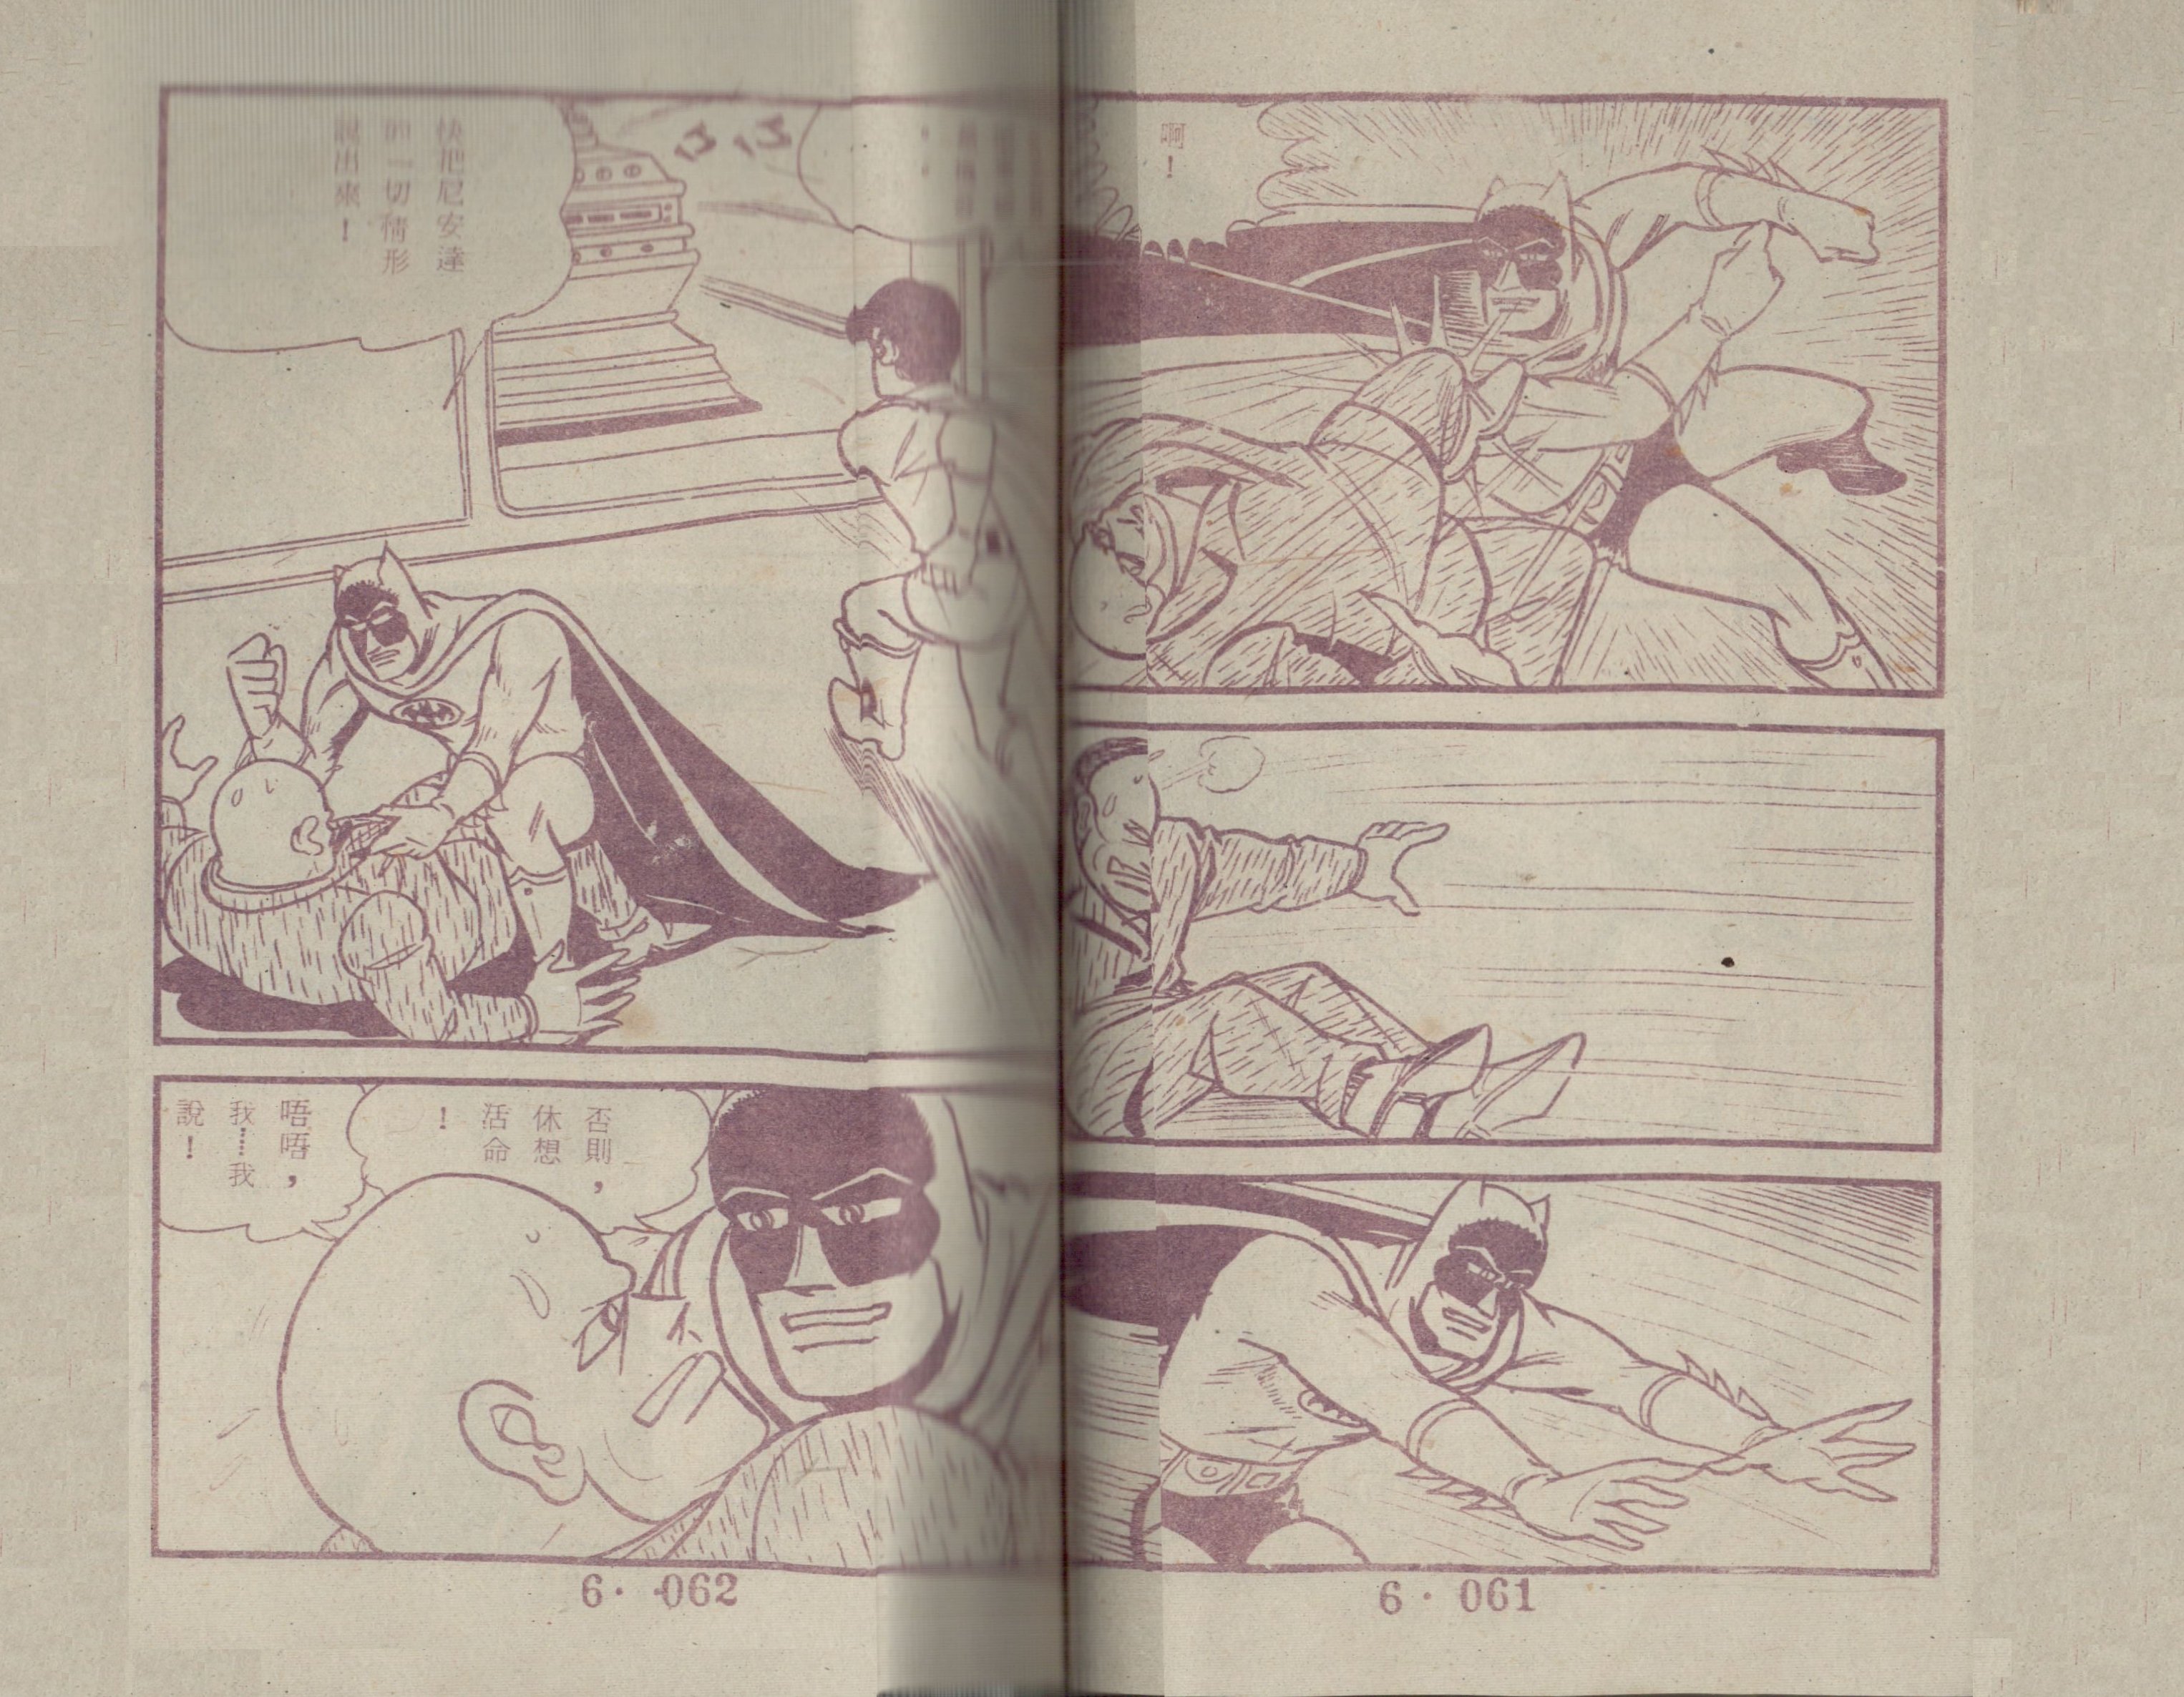 啊！
6·061
快把尼安達
的一切情形
說出來！
否則，
休想
活命
！
唔唔，
我……我
說！
6·062